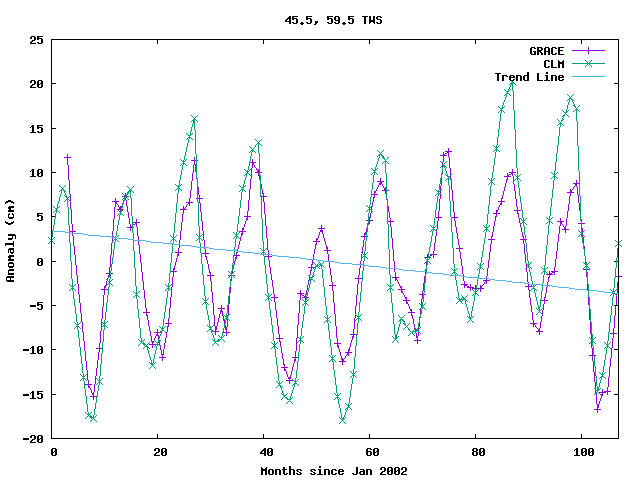 45.5, 59.5 TWS
GRACE
CLM
Trend Line
25
20
15
10
5
0
-5
-10
-15
-20
Anomaly (cm)
0 20 40 60 80 100
Months since Jan 2002